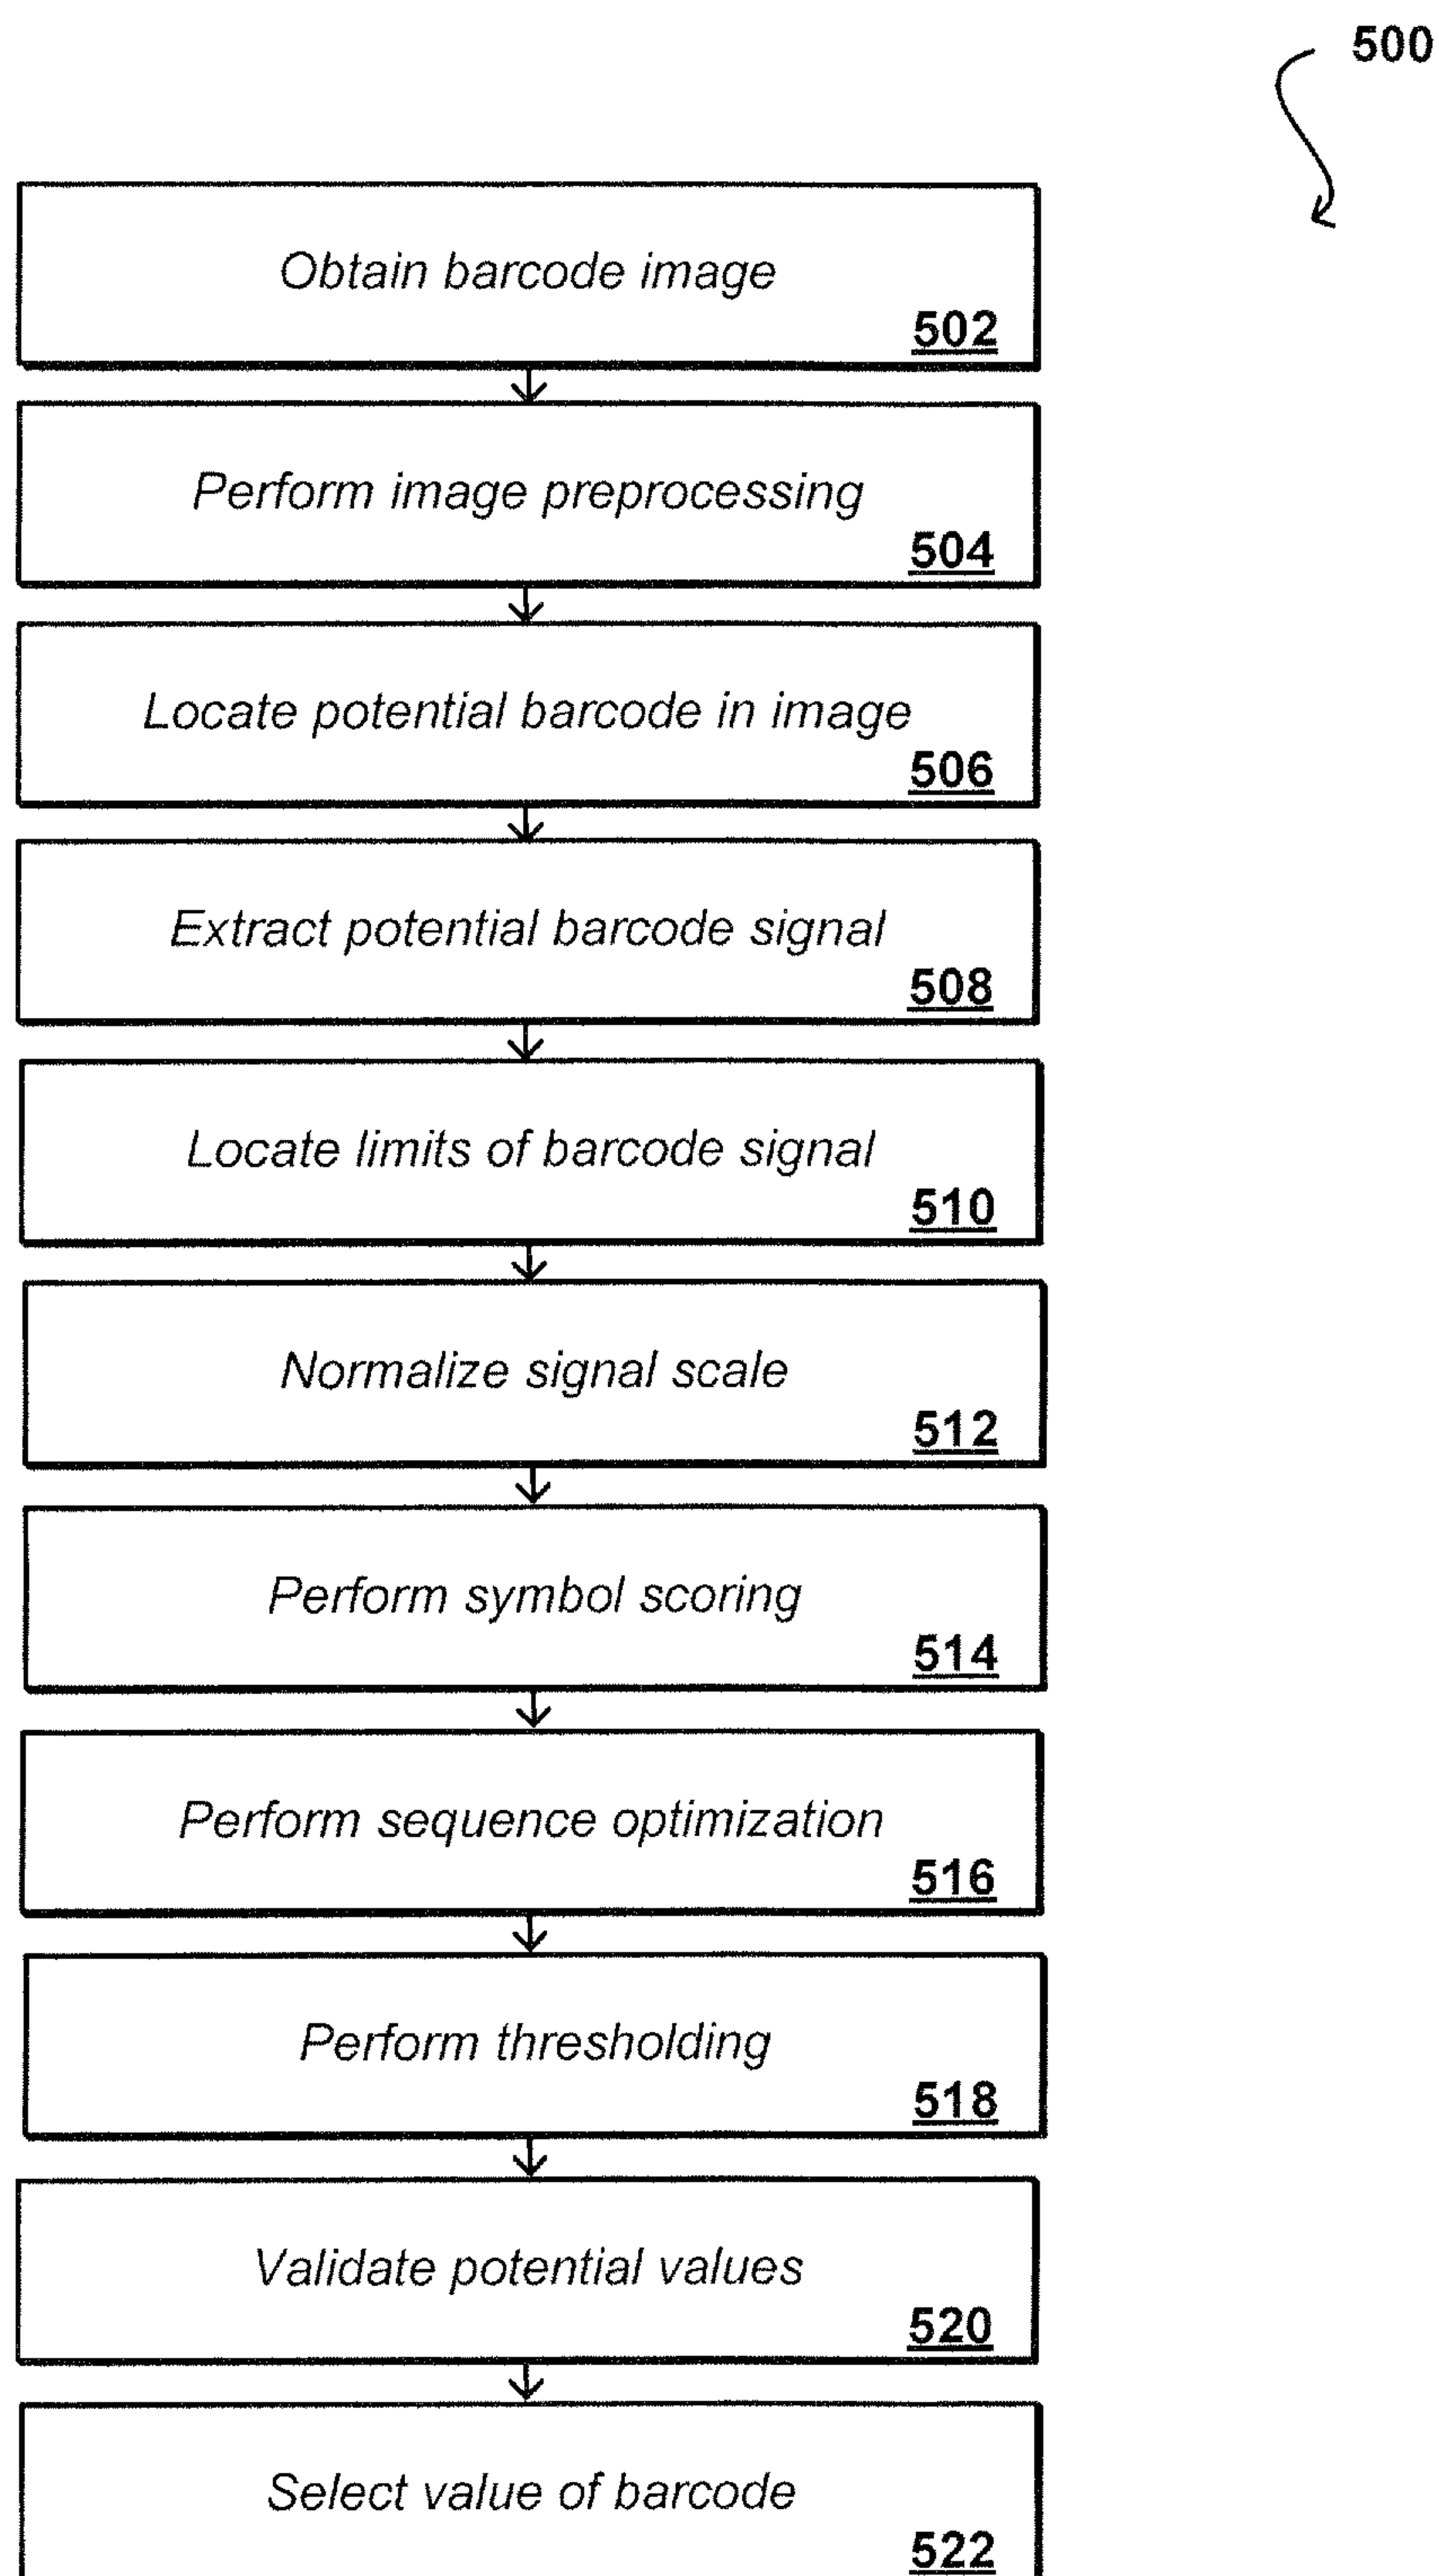 500
Obtain barcode image
502
Perform image preprocessing
504
Locate potential barcode in image
506
Extract potential barcode signal
508
Locate limits of barcode signal
510
Normalize signal scale
512
Perform symbol scoring
514
Perform sequence optimization
516
Perform thresholding
518
Validate potential values
520
Select value of barcode
522